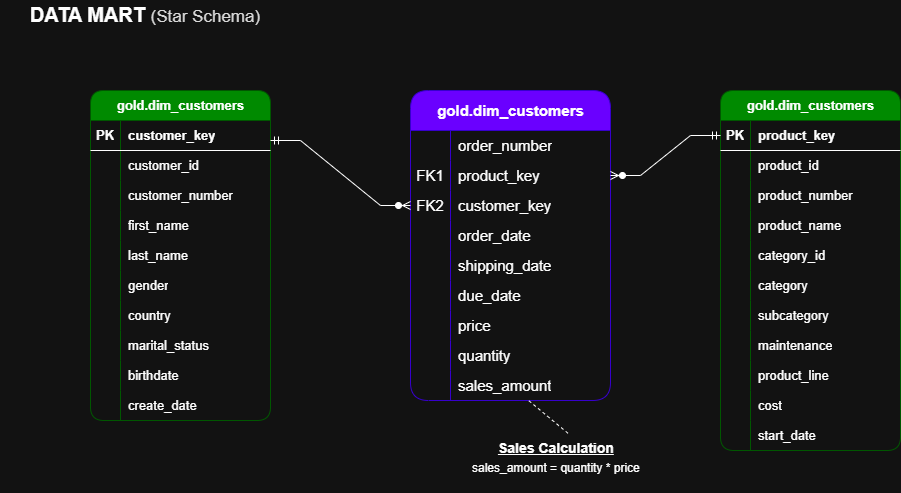 DATA MART (Star Schema)
gold.dim_customers
PK customer_key
customer_id
customer_number
first_name
last_name
gender
country
marital_status
birthdate
create_date
gold.dim_customers
order_number
FK1 product_key
FK2 customer_key
order_date
shipping_date
due_date
price
quantity
sales_amount
Sales Calculation
sales_amount = quantity * price
gold.dim_customers
PK product_key
product_id
product_number
product_name
category_id
category
subcategory
maintenance
product_line
cost
start_date